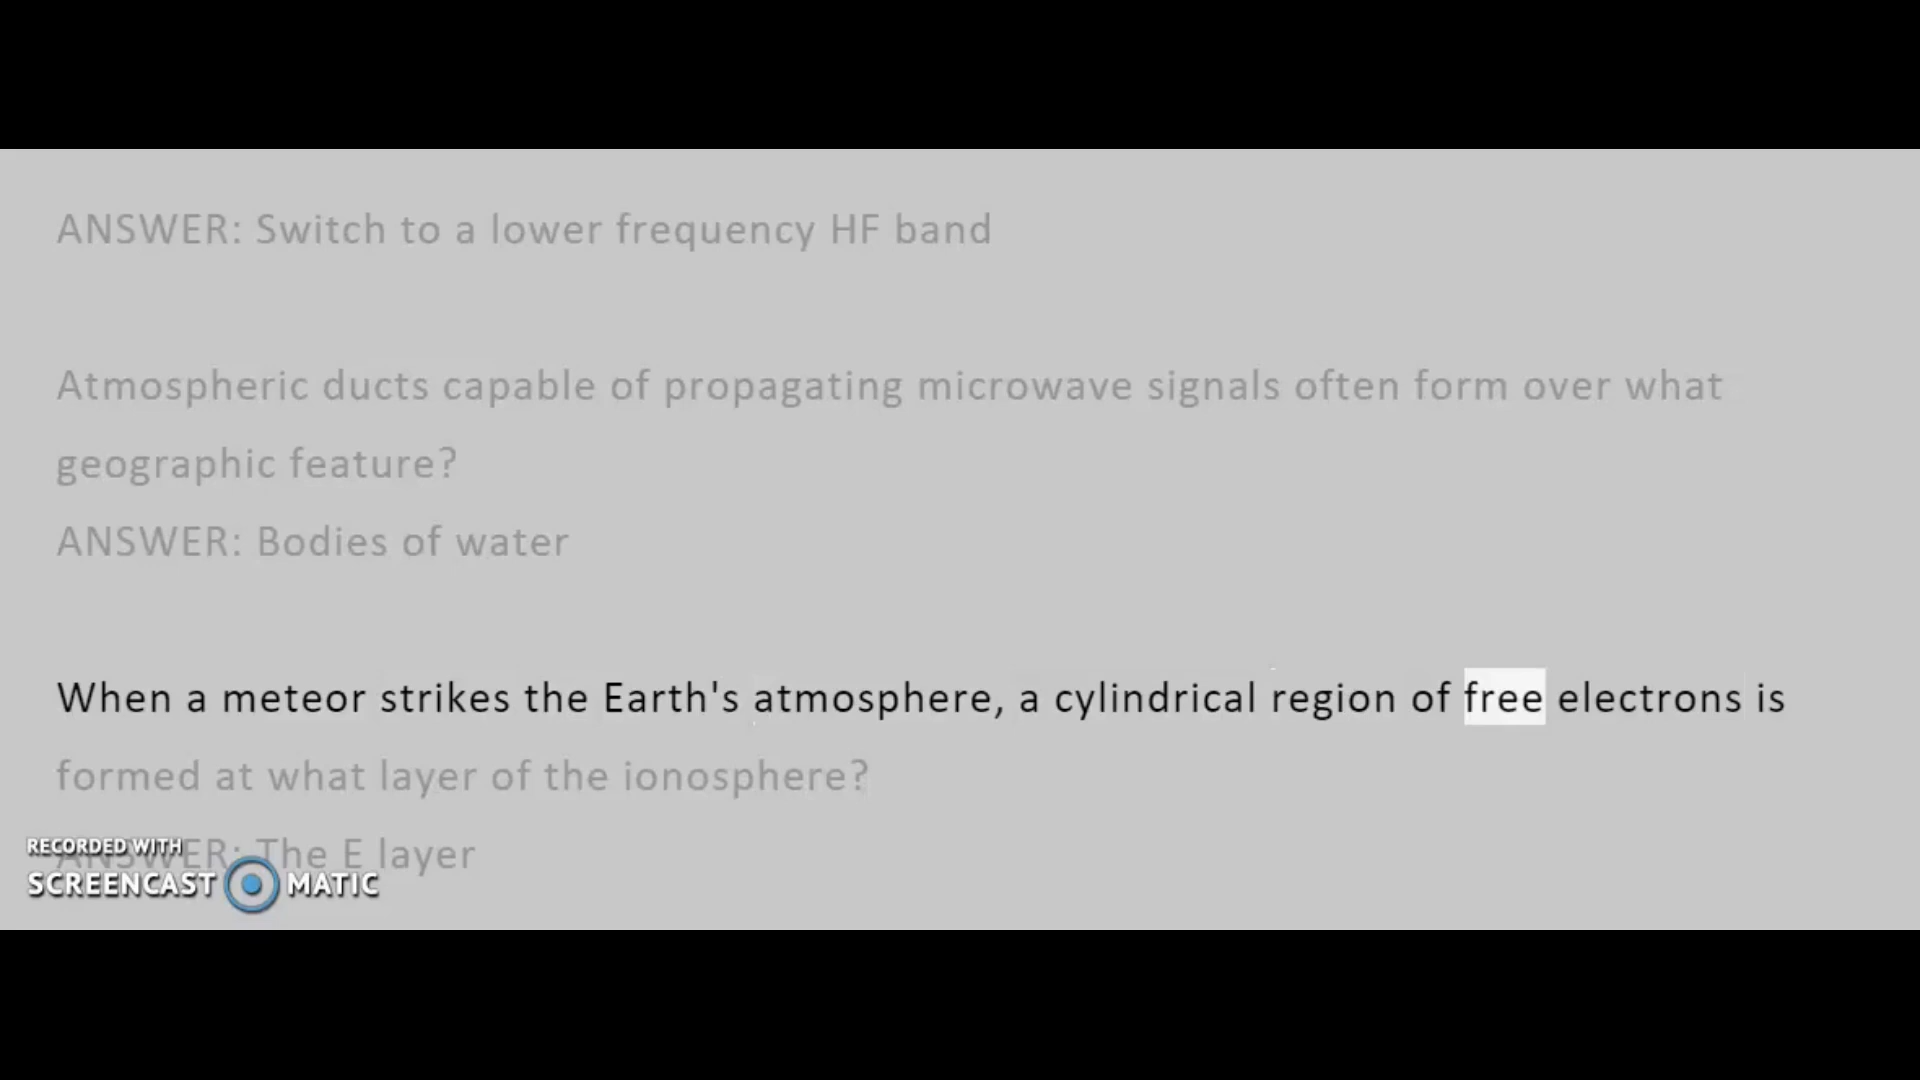 ANSWER: Switch to a lower frequency HF band
Atmospheric ducts capable of propagating microwave signals often form over what
geographic feature?
ANSWER: Bodies of water
When a meteor strikes the Earth's atmosphere, a cylindrical region of free electrons is
formed at what layer of the ionosphere?
ANSWER: The E layer
RECORDED WITH
SCREENCAST MATIC